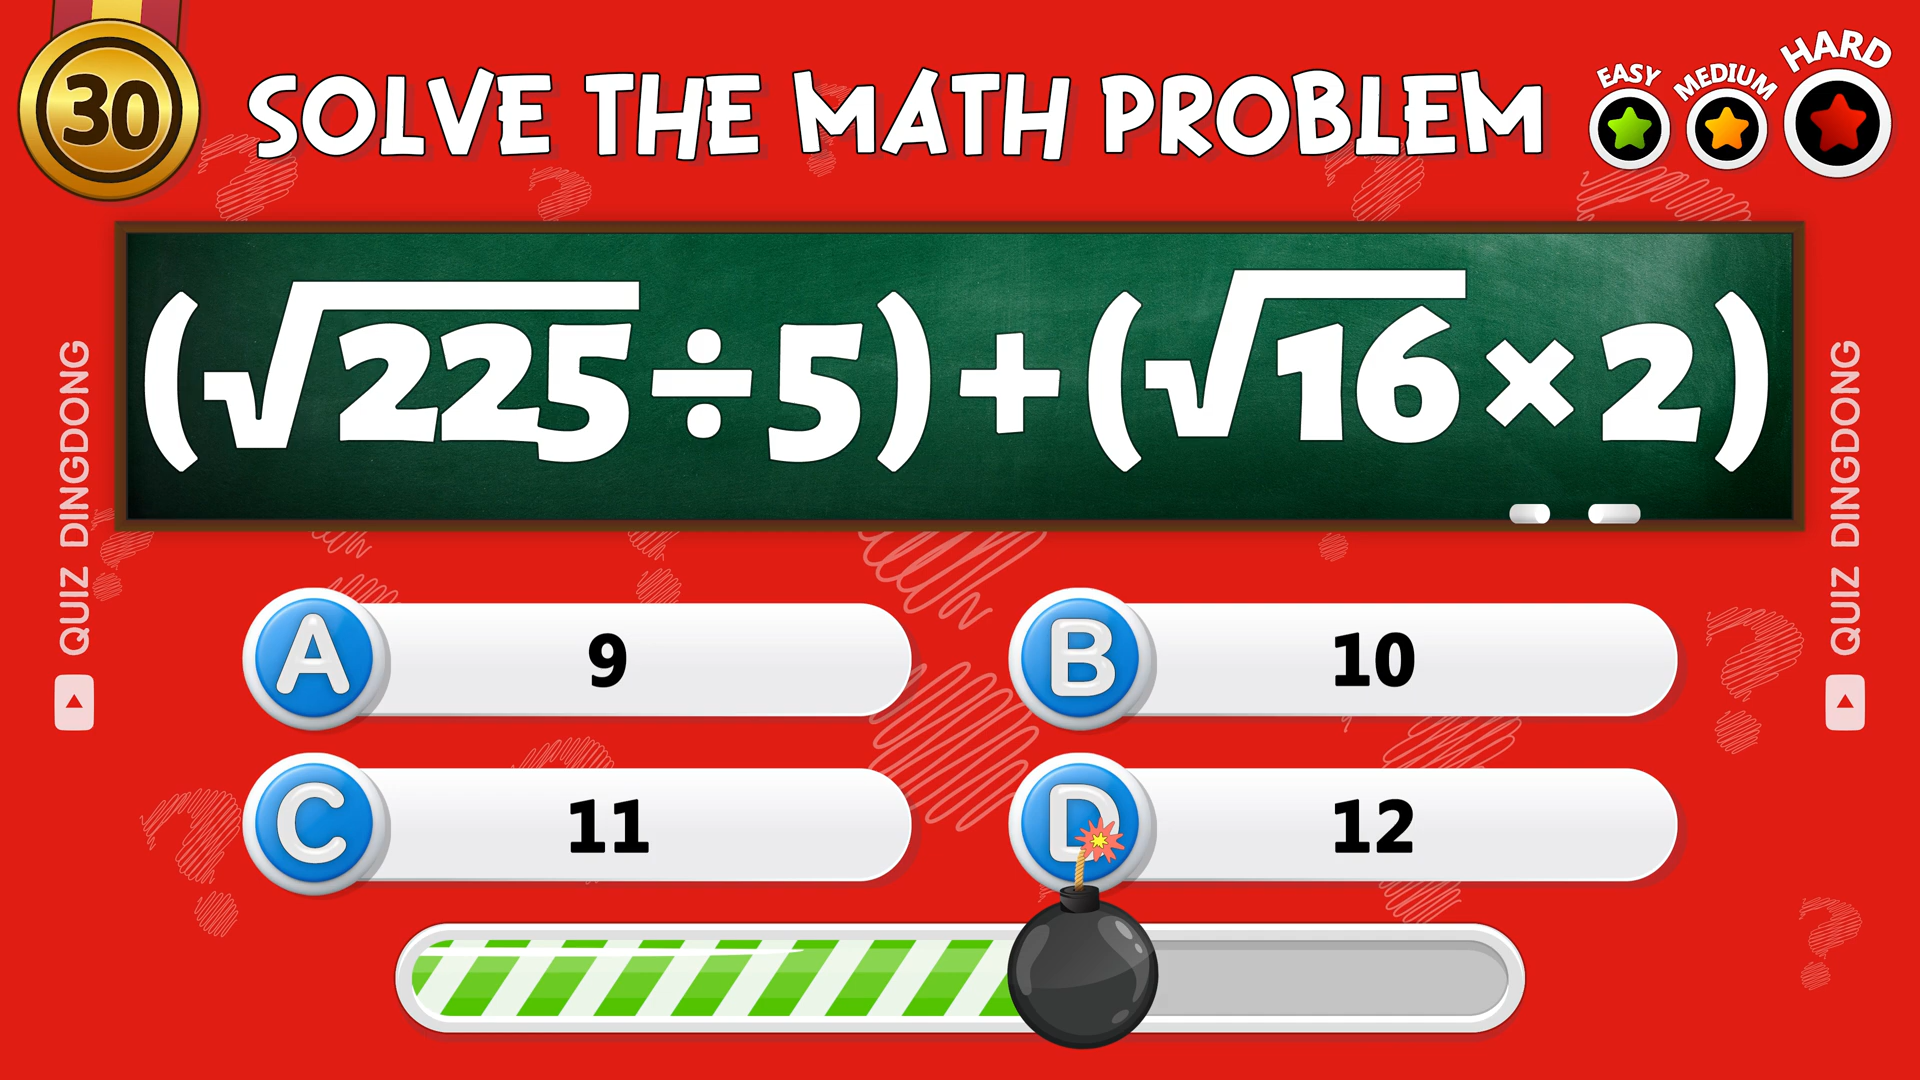 30
SOLVE THE MATH PROBLEM
EASY
MEDIUM
HARD
(√225÷5)+(√16×2)
QUIZ DINGDONG
QUIZ DINGDONG
A 9
B 10
C 11
D 12